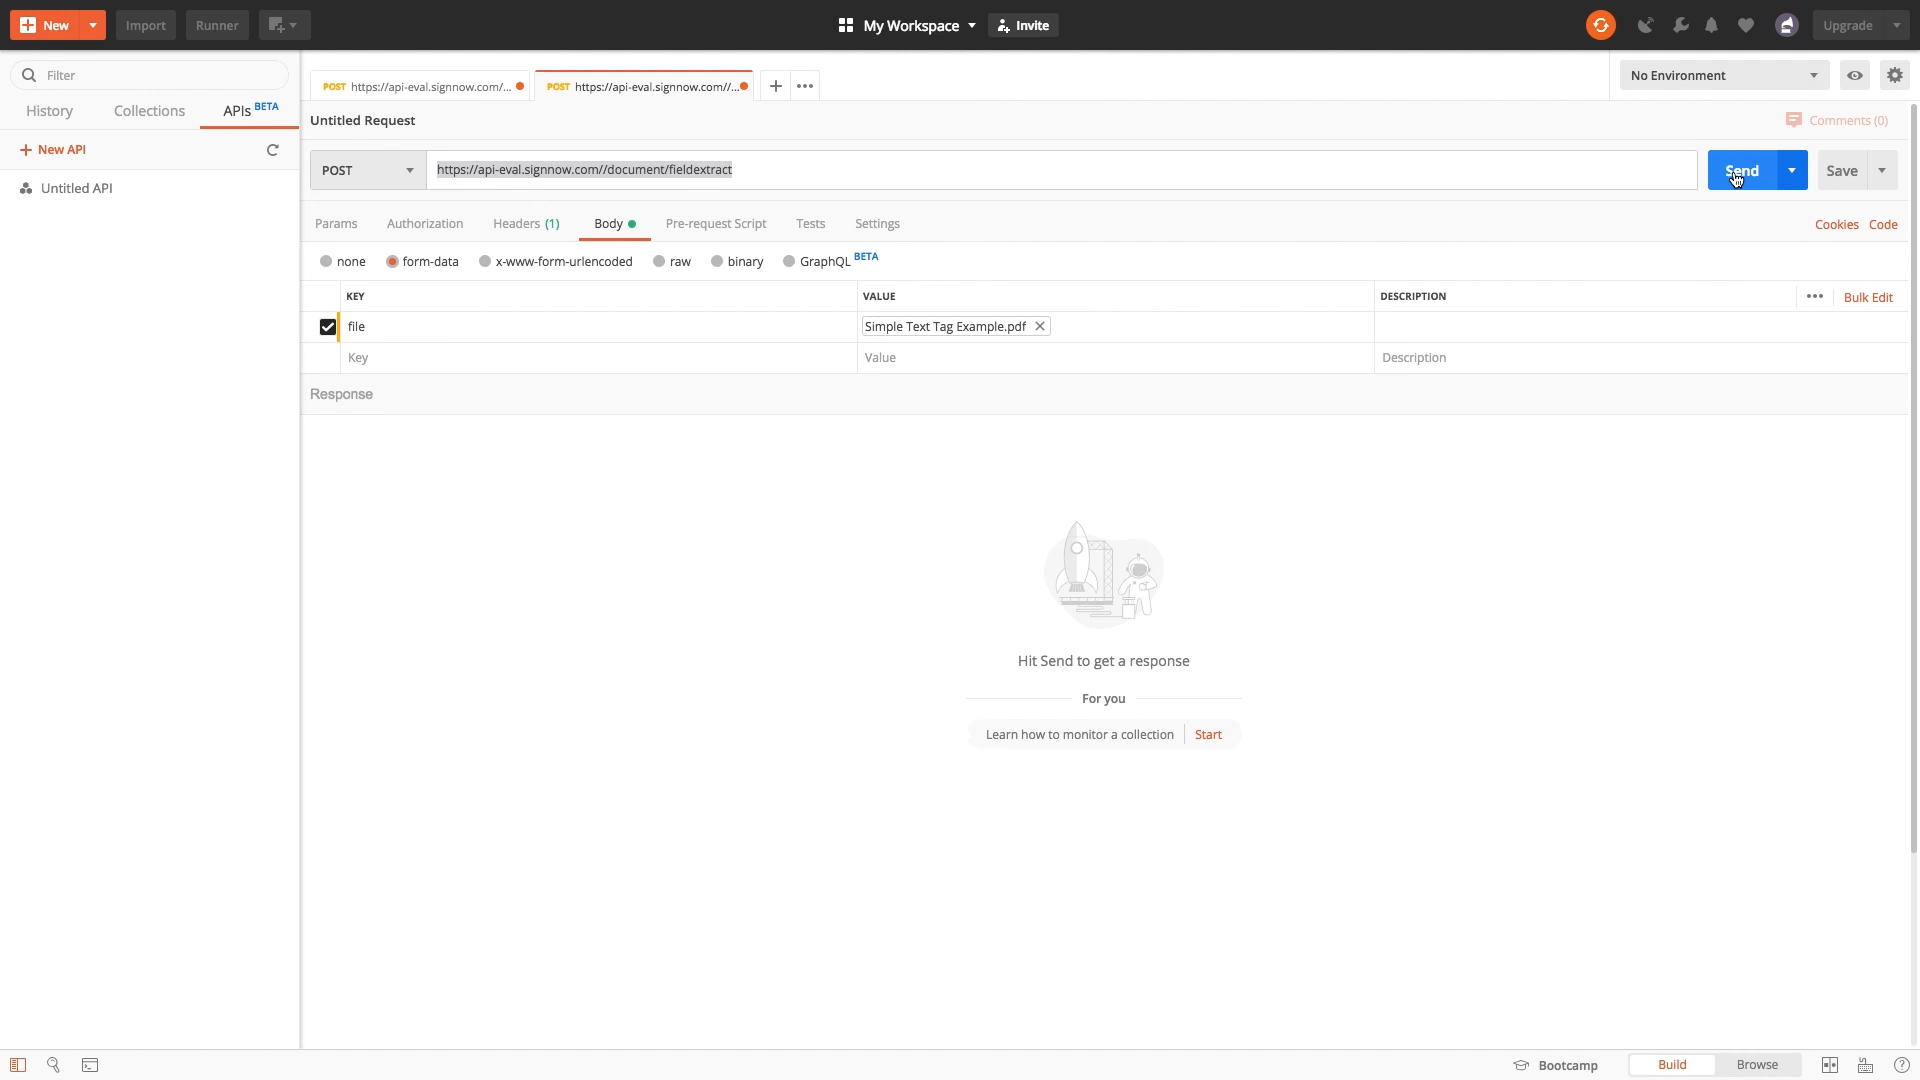 New
Import
Runner
My Workspace
Invite
Upgrade
Filter
History
Collections
APIs BETA
New API
Untitled API
POST https://api-eval.signnow.com/...
POST https://api-eval.signnow.com//...
No Environment
Untitled Request
Comments (0)
POST
https://api-eval.signnow.com//document/fieldextract
Send
Save
Params
Authorization
Headers (1)
Body
Pre-request Script
Tests
Settings
Cookies
Code
none
form-data
x-www-form-urlencoded
raw
binary
GraphQL BETA
KEY
VALUE
DESCRIPTION
Bulk Edit
file
Simple Text Tag Example.pdf
Key
Value
Description
Response
Hit Send to get a response
For you
Learn how to monitor a collection
Start
Bootcamp
Build
Browse